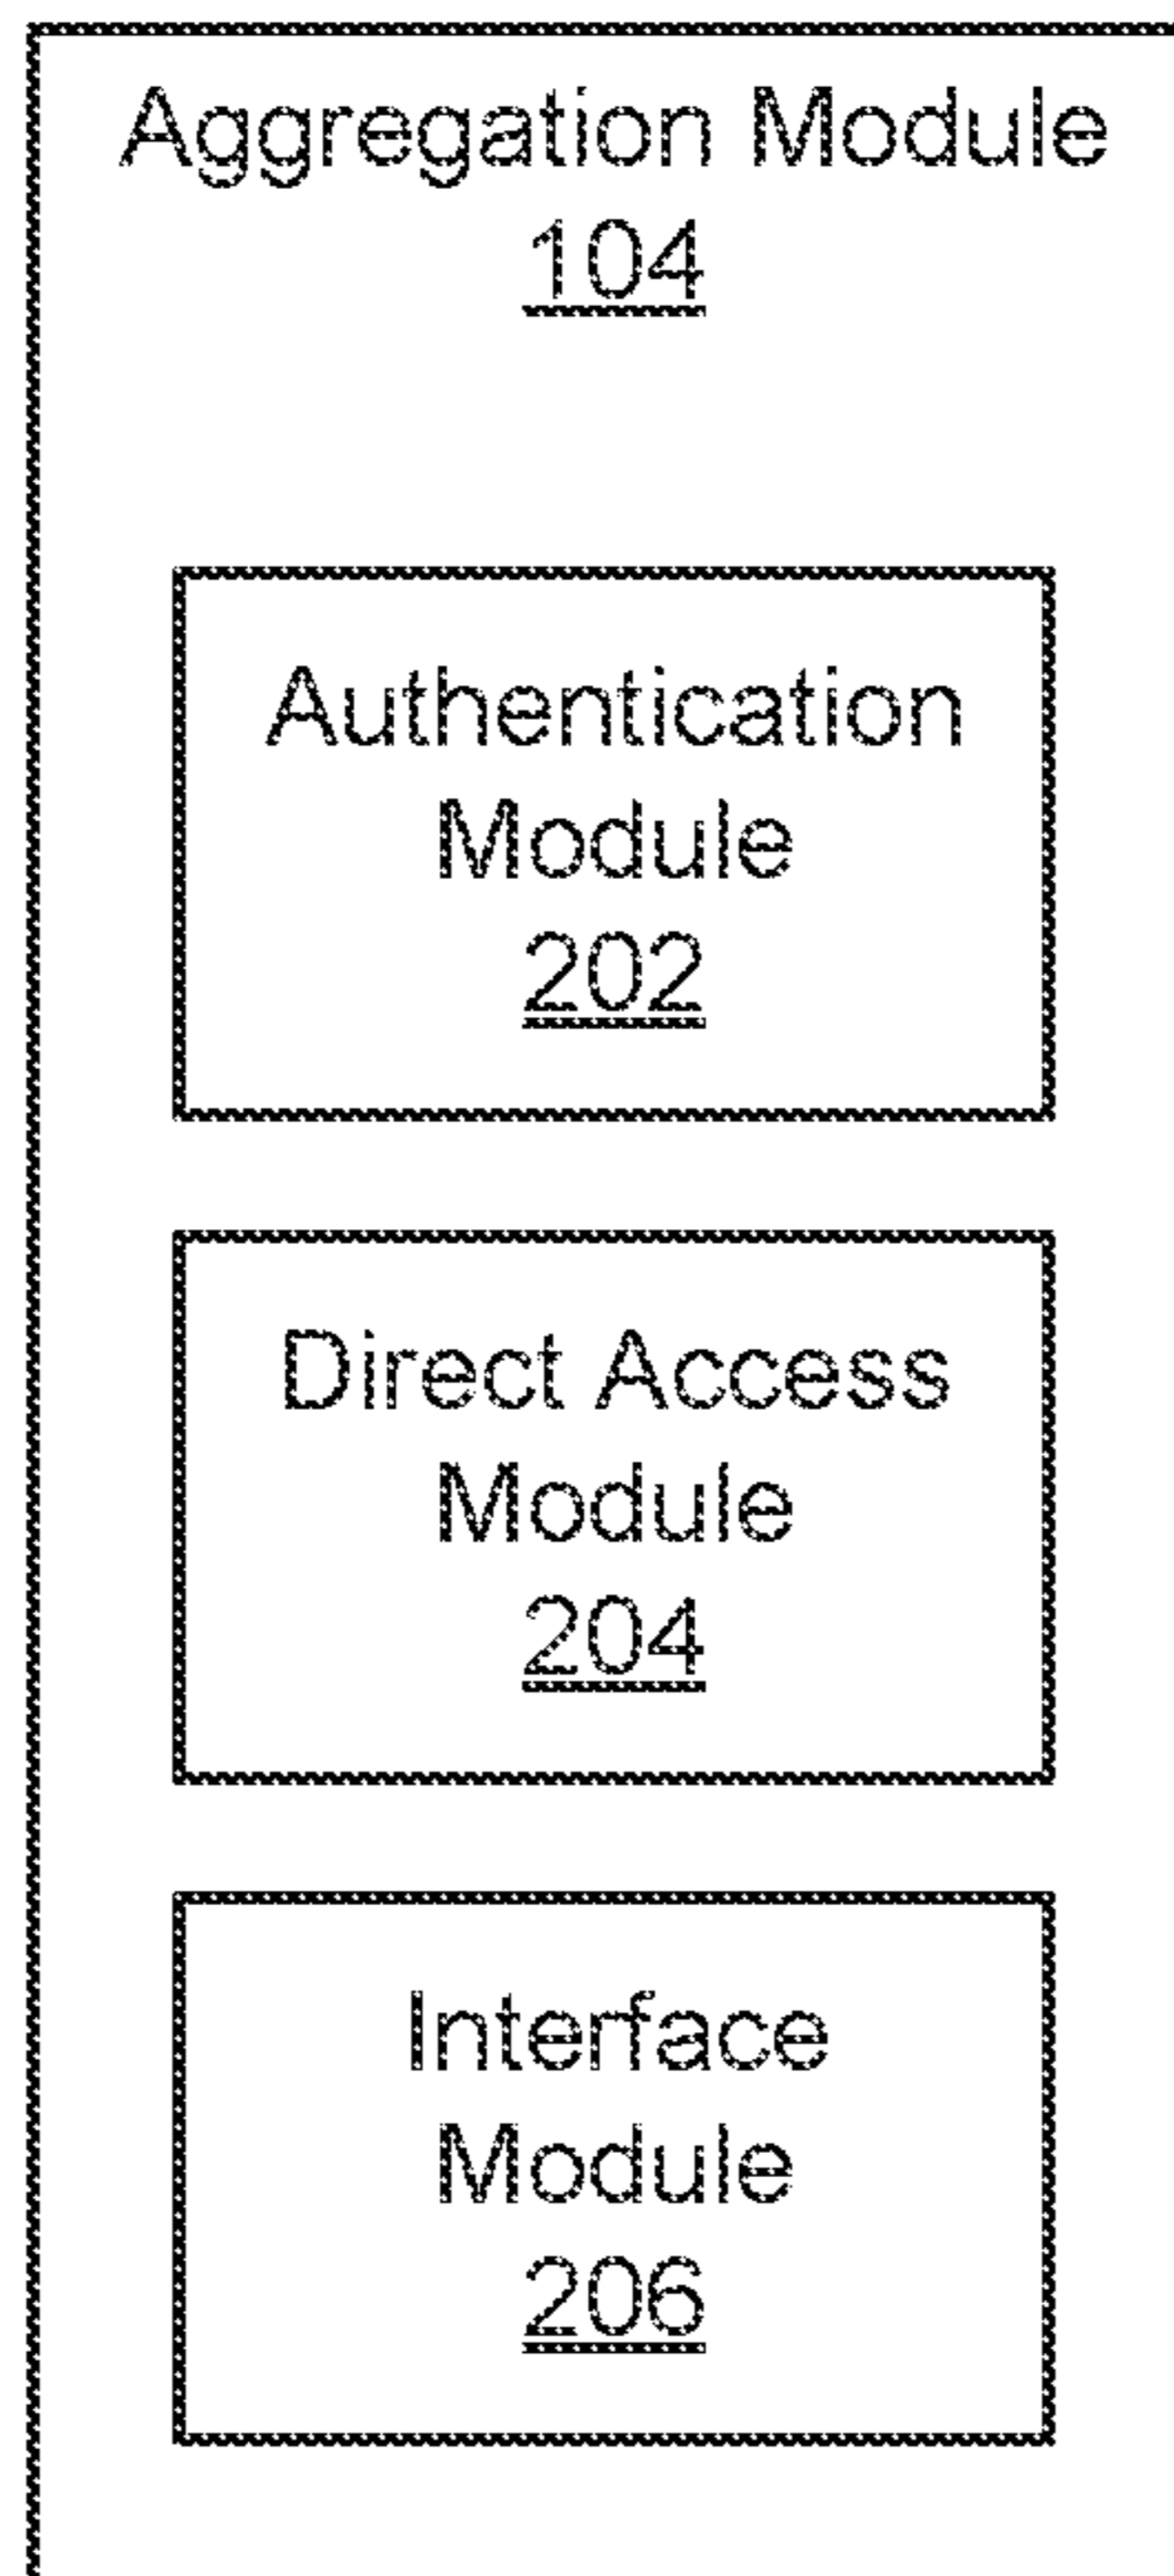 Aggregation Module
104
Authentication
Module
202
Direct Access
Module
204
Interface
Module
206